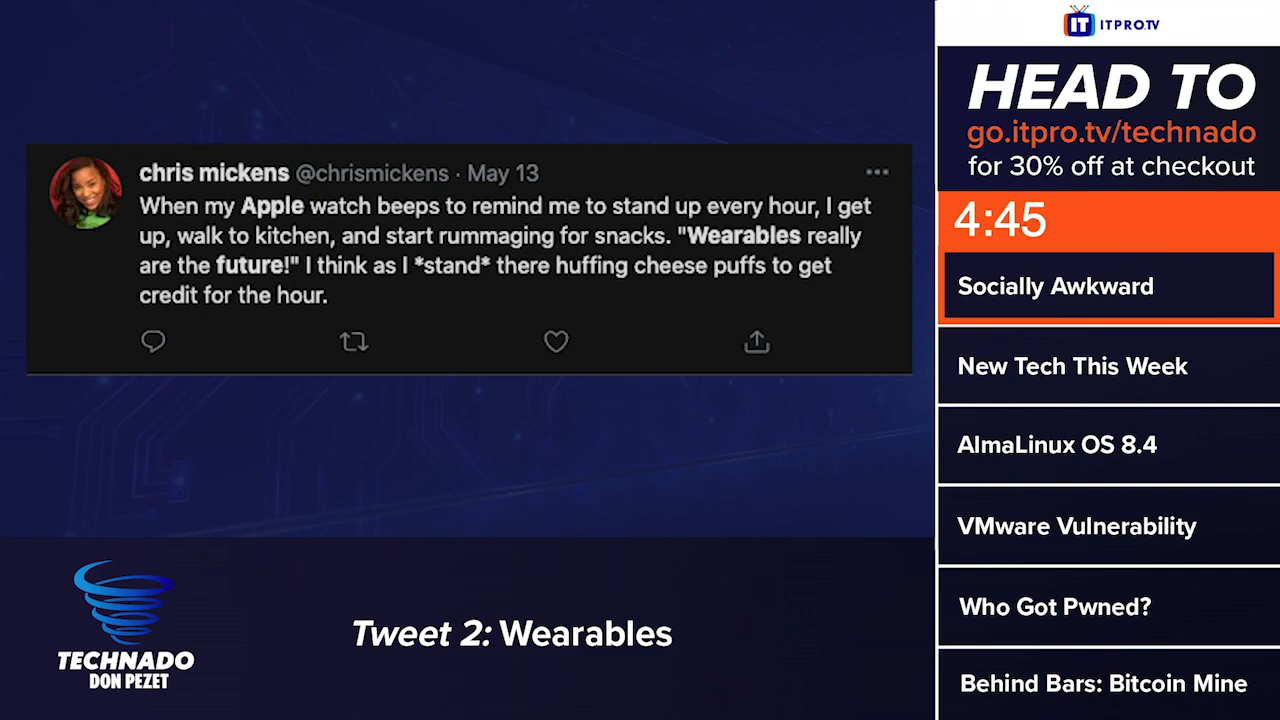 chris mickens @chrismickens · May 13
When my Apple watch beeps to remind me to stand up every hour, I get
up, walk to kitchen, and start rummaging for snacks. "Wearables really
are the future!" I think as I *stand* there huffing cheese puffs to get
credit for the hour.
TECHNADO
DON PEZET
Tweet 2: Wearables
IT ITPRO.TV
HEAD TO
go.itpro.tv/technado
for 30% off at checkout
4:45
Socially Awkward
New Tech This Week
AlmaLinux OS 8.4
VMware Vulnerability
Who Got Pwned?
Behind Bars: Bitcoin Mine